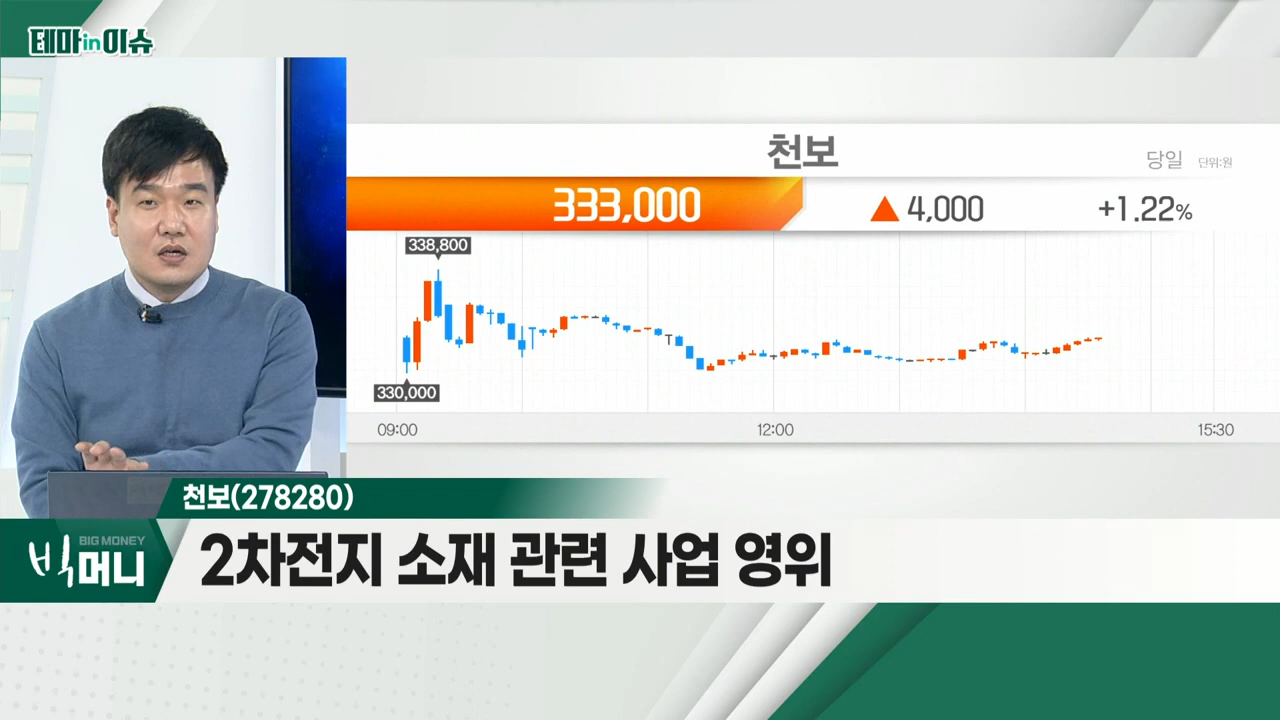 테마in이슈
천보
당일 단위:원
333,000 ▲ 4,000 +1.22%
338,800
330,000
09:00 12:00 15:30
천보(278280)
BIG MONEY
빅머니
2차전지 소재 관련 사업 영위